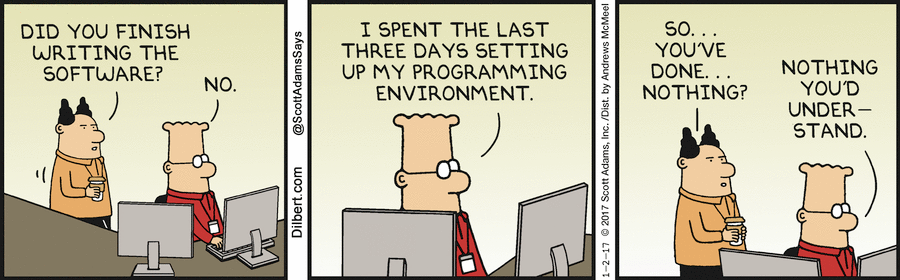 DID YOU FINISH
WRITING THE
SOFTWARE?
NO.
Dilbert.com @ScottAdamsSays
I SPENT THE LAST
THREE DAYS SETTING
UP MY PROGRAMMING
ENVIRONMENT.
1-2-17 © 2017 Scott Adams, Inc. /Dist. by Andrews McMeel
SO...
YOU'VE
DONE...
NOTHING?
NOTHING
YOU'D
UNDER-
STAND.